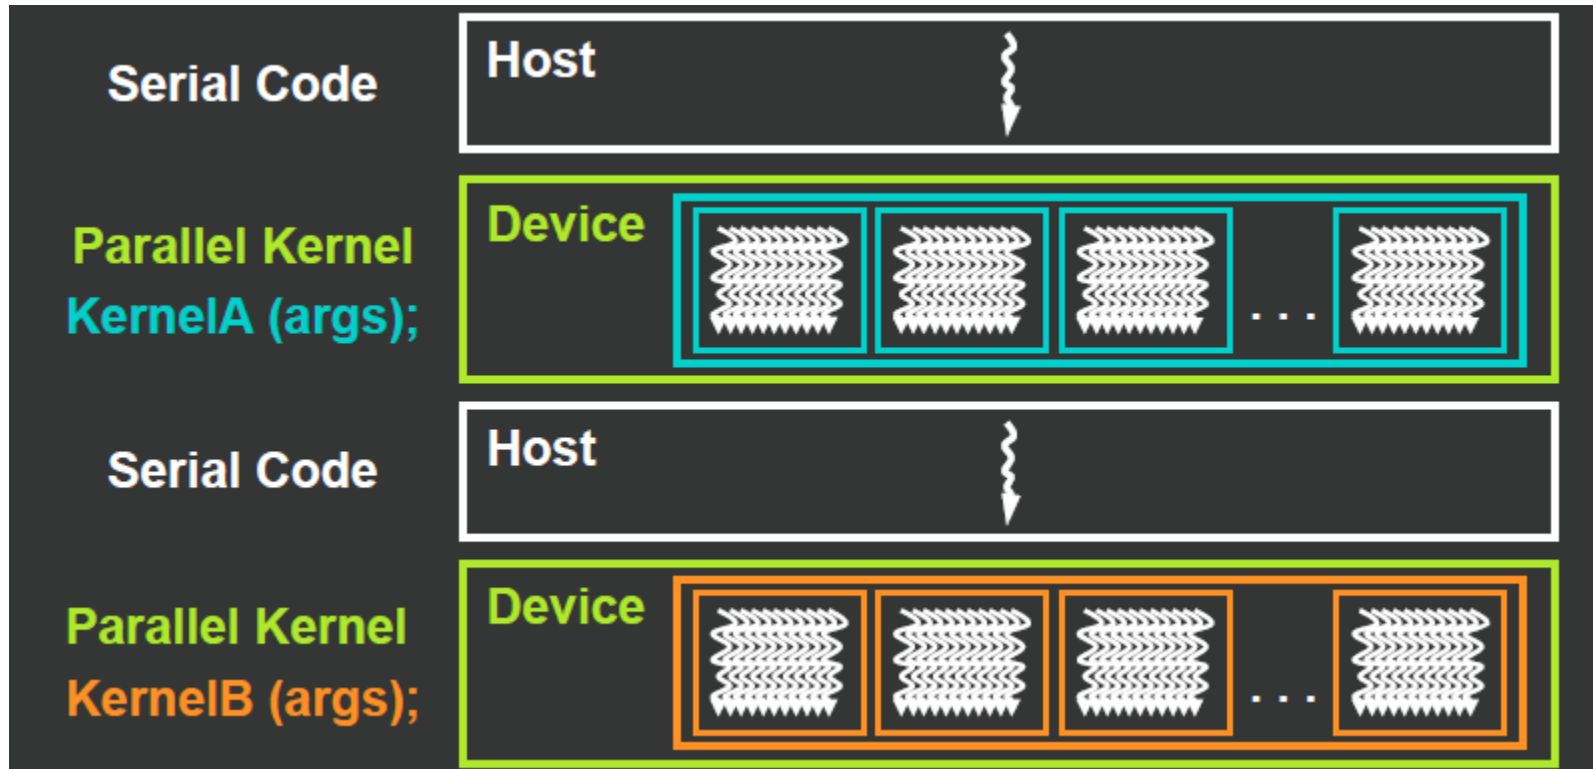 Serial Code
Host
Parallel Kernel
KernelA (args);
Device
. . .
Serial Code
Host
Parallel Kernel
KernelB (args);
Device
. . .